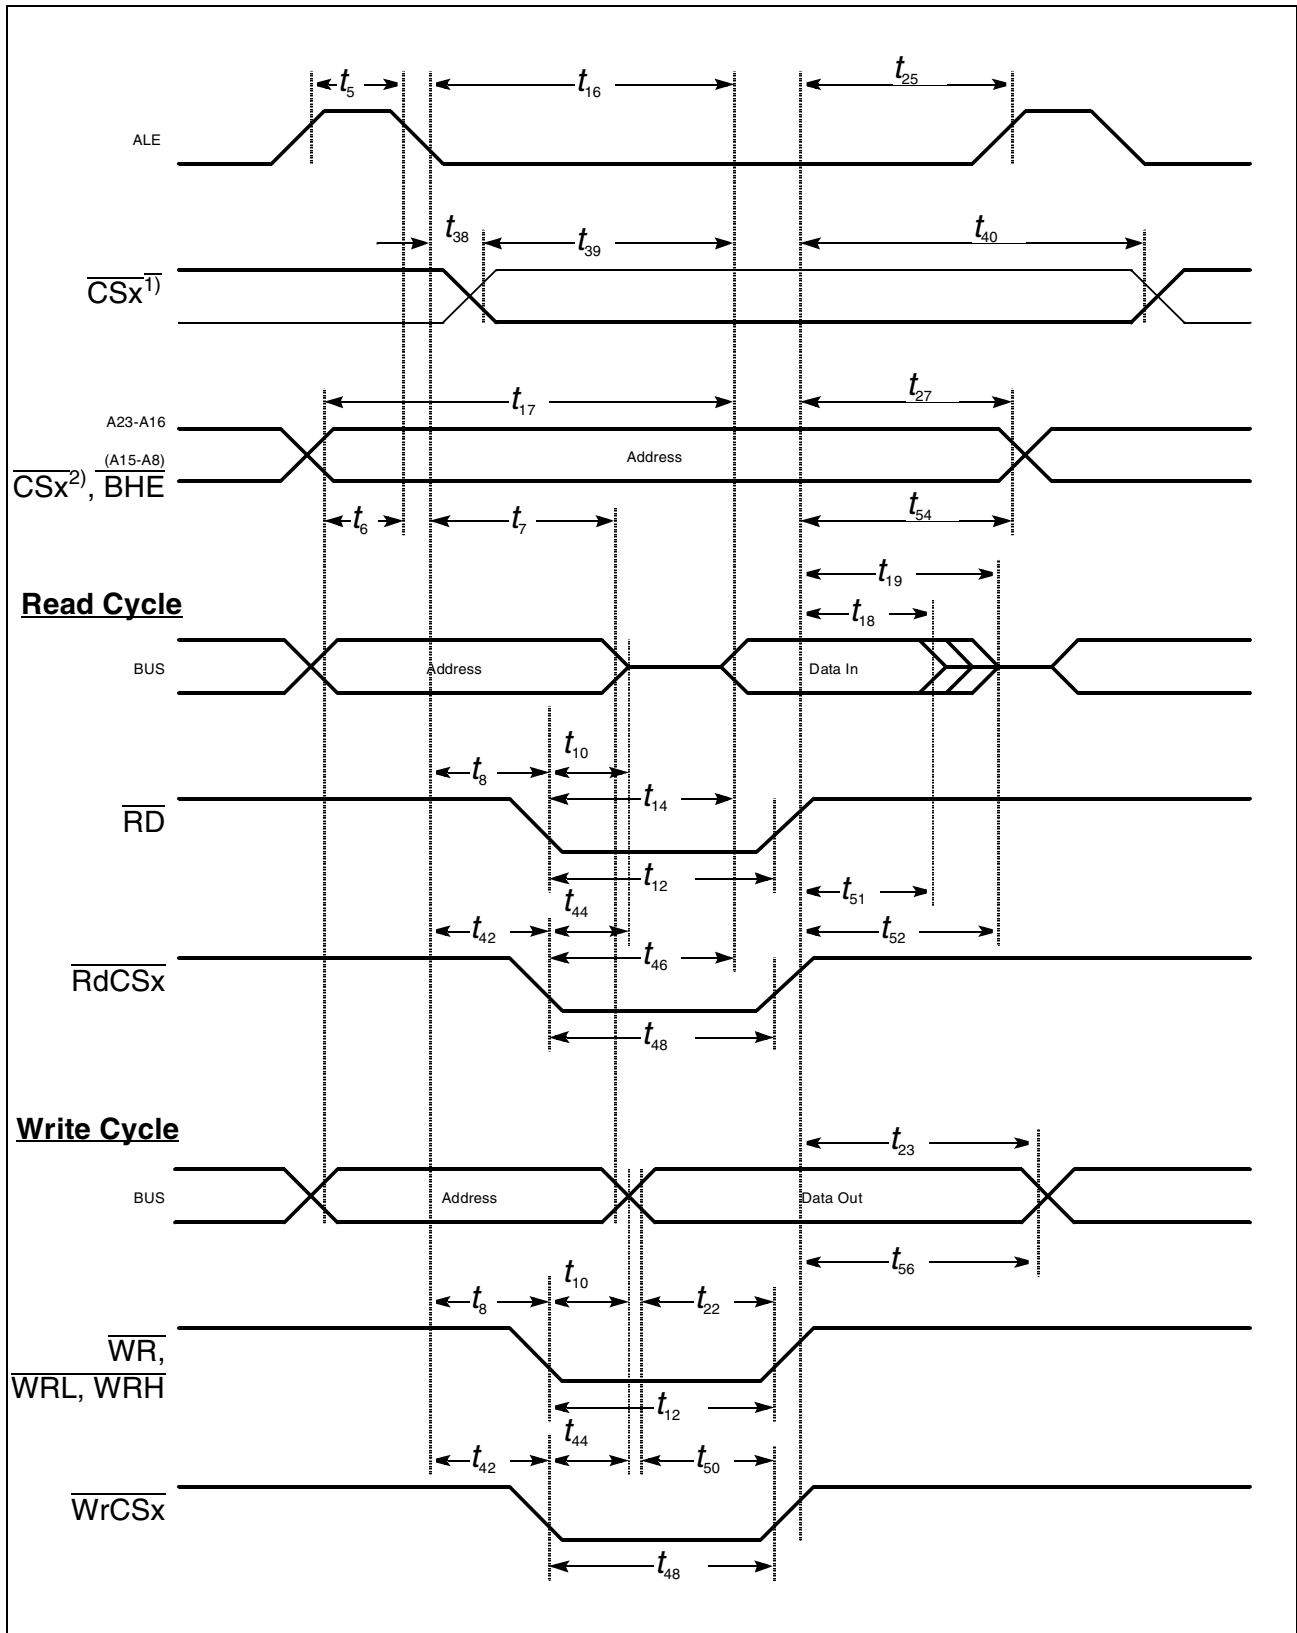 t5 t16 t25
ALE
t38 t39 t40
CSx1)
t17 t27
A23-A16
(A15-A8)
Address
CSx2), BHE
t6 t7 t54
t19
Read Cycle
t18
BUS Address Data In
t10
t8
t14
RD
t12 t51
t44
t42 t52
t46
RdCSx
t48
Write Cycle
t23
BUS Address Data Out
t56
t10
t8 t22
WR,
WRL, WRH
t12
t44
t42 t50
WrCSx
t48